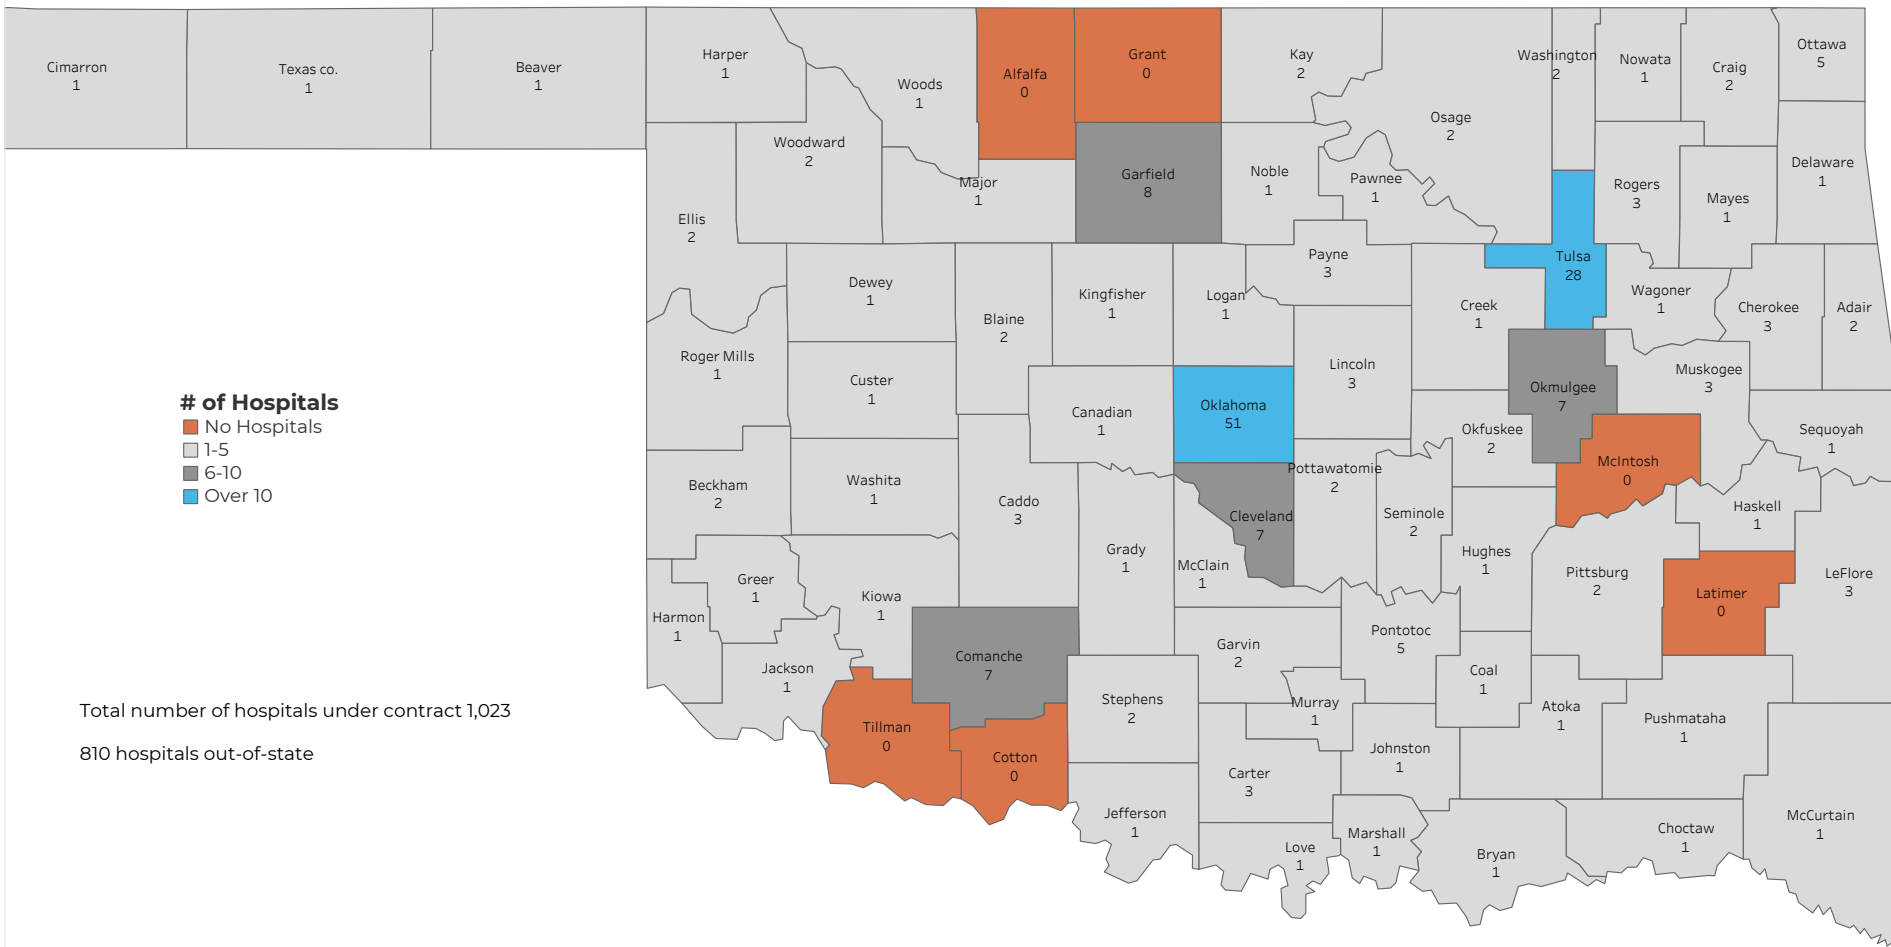 Cimarron
1
Texas co.
1
Beaver
1
Harper
1
Woods
1
Alfalfa
0
Grant
0
Kay
2
Osage
2
Washington
2
Nowata
1
Craig
2
Ottawa
5
Woodward
2
Major
1
Garfield
8
Noble
1
Pawnee
1
Rogers
3
Mayes
1
Delaware
1
Ellis
2
Dewey
1
Blaine
2
Kingfisher
1
Logan
1
Payne
3
Creek
1
Tulsa
28
Wagoner
1
Cherokee
3
Adair
2
Roger Mills
1
Custer
1
Canadian
1
Oklahoma
51
Lincoln
3
Okfuskee
2
Okmulgee
7
Muskogee
3
McIntosh
0
Sequoyah
1
# of Hospitals
No Hospitals
1-5
6-10
Over 10
Beckham
2
Washita
1
Caddo
3
Grady
1
McClain
1
Cleveland
7
Pottawatomie
2
Seminole
2
Hughes
1
Pittsburg
2
Haskell
1
Latimer
0
LeFlore
3
Harmon
1
Greer
1
Kiowa
1
Jackson
1
Comanche
7
Tillman
0
Cotton
0
Stephens
2
Garvin
2
Murray
1
Pontotoc
5
Coal
1
Atoka
1
Pushmataha
1
Johnston
1
Carter
3
Jefferson
1
Love
1
Marshall
1
Bryan
1
Choctaw
1
McCurtain
1
Total number of hospitals under contract 1,023
810 hospitals out-of-state